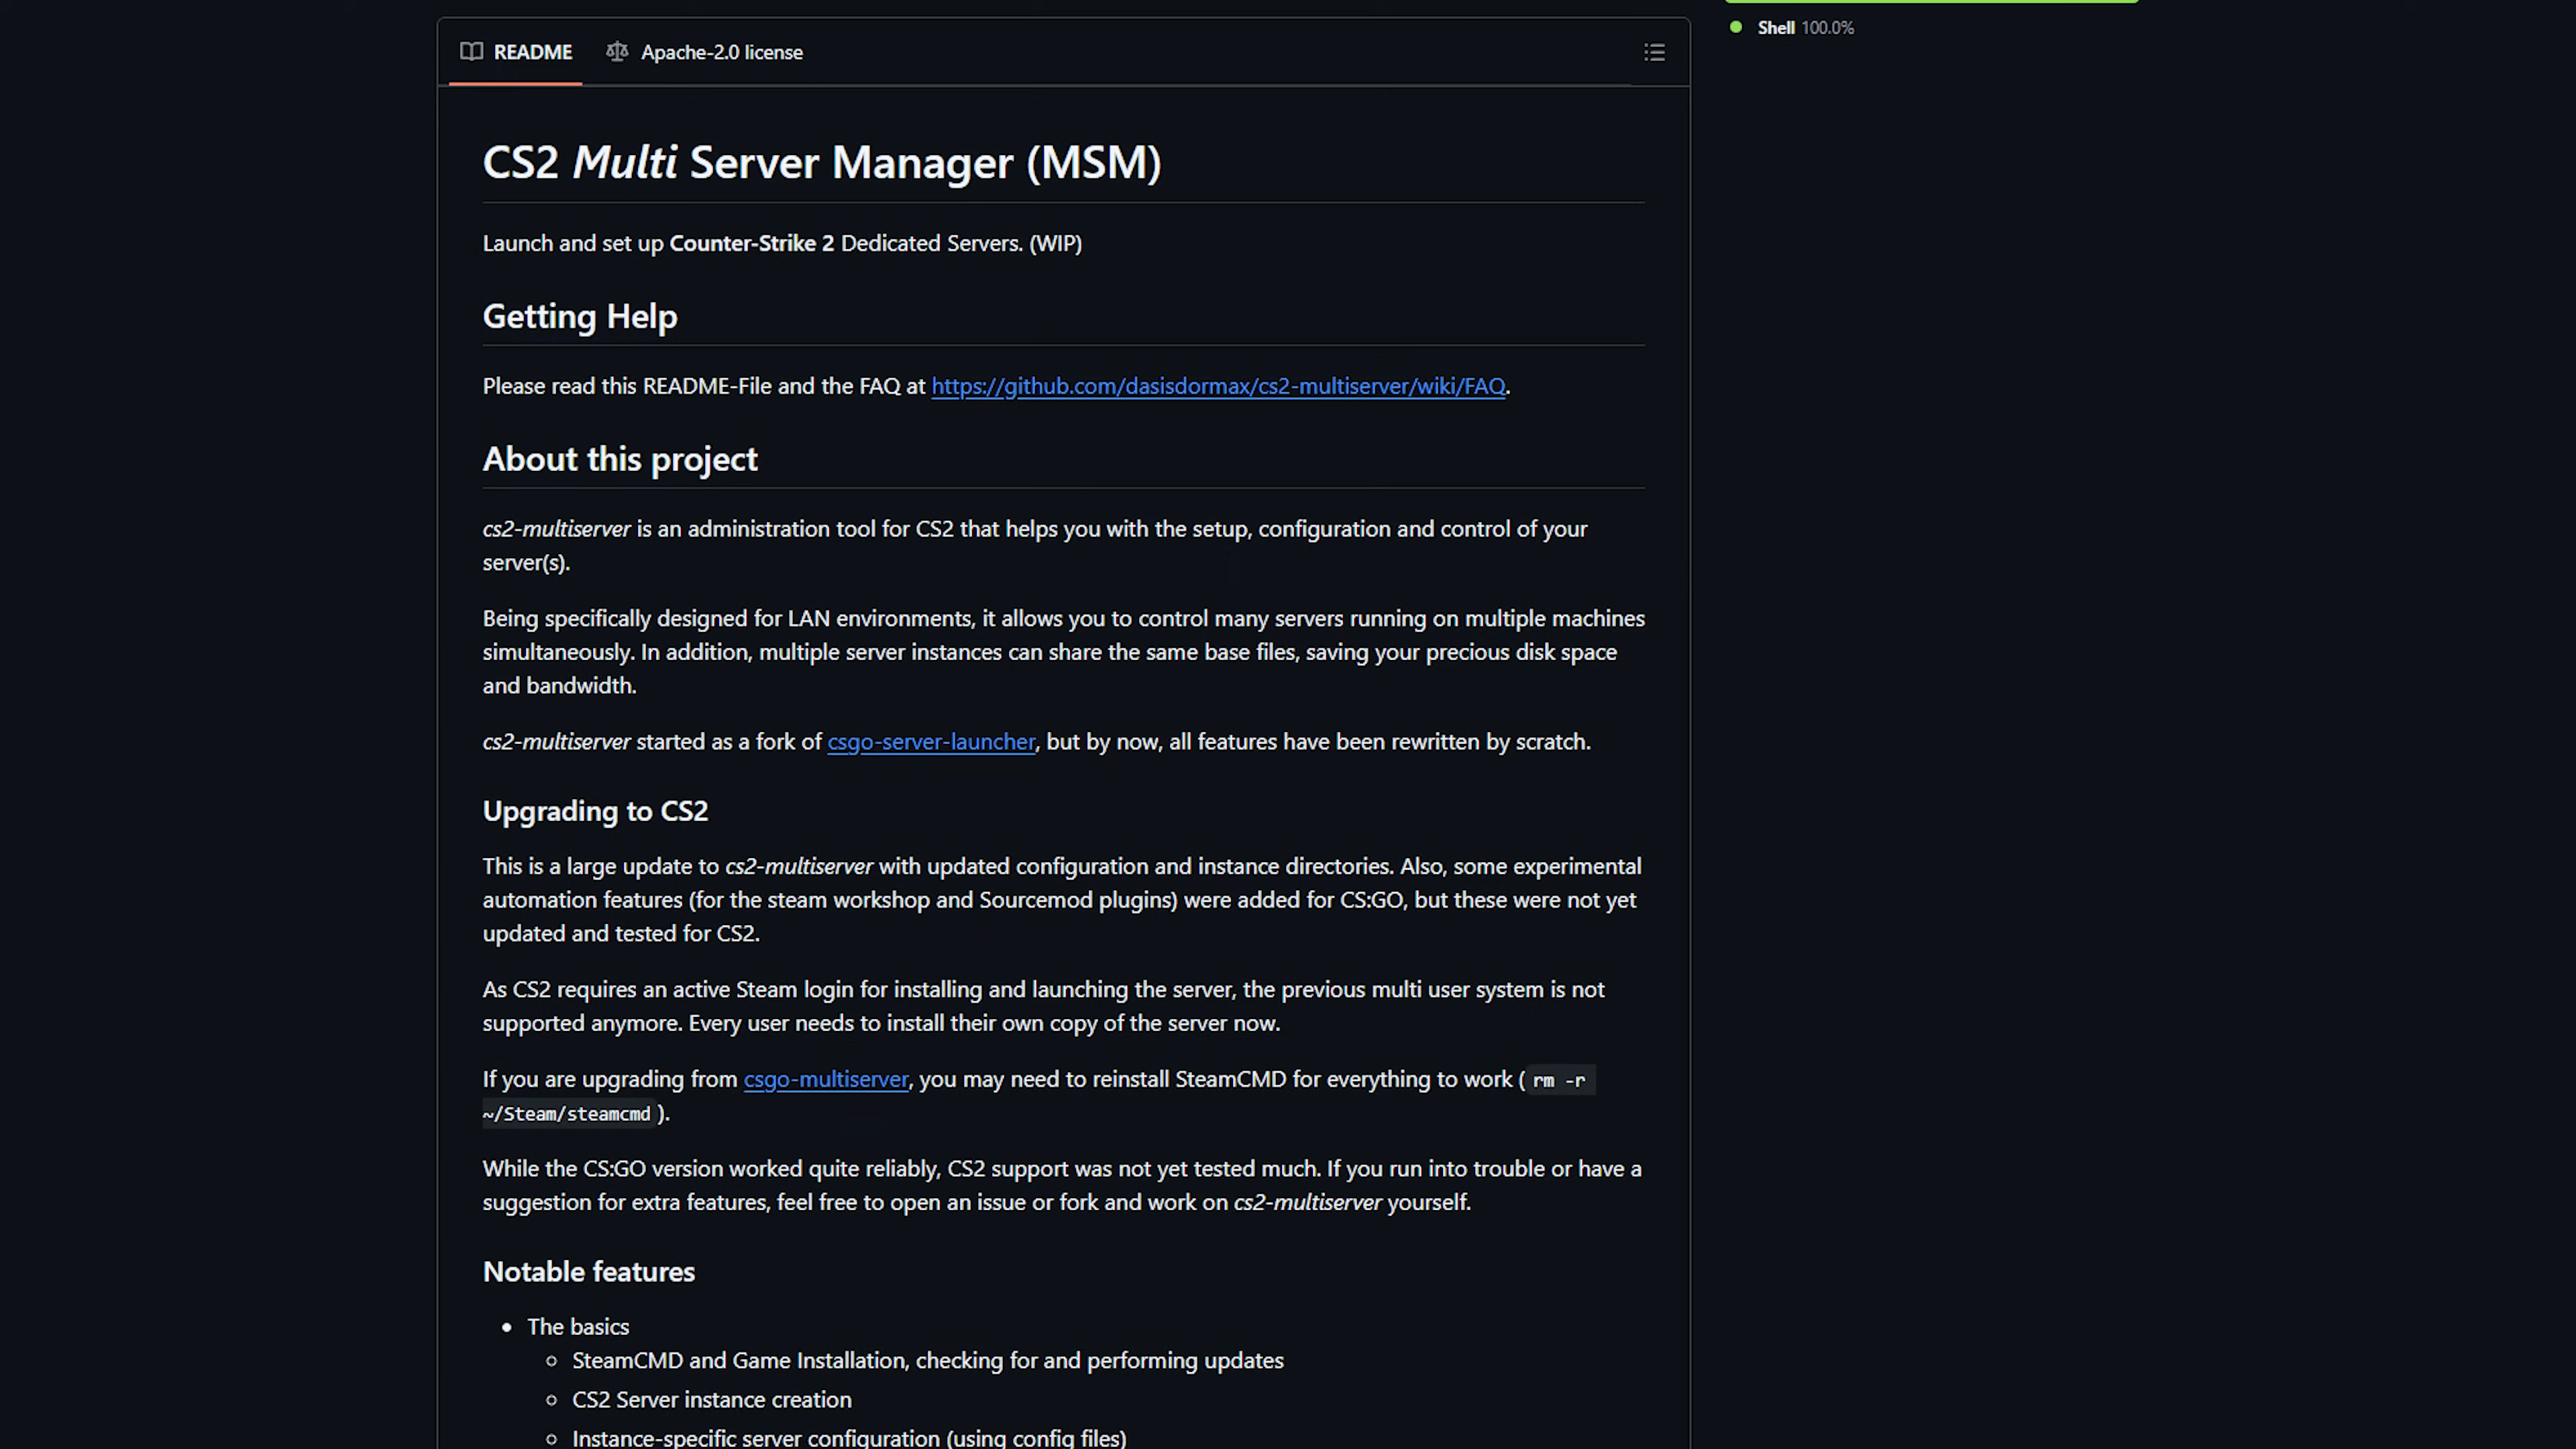 Shell 100.0%
README
Apache-2.0 license
CS2 Multi Server Manager (MSM)
Launch and set up Counter-Strike 2 Dedicated Servers. (WIP)
Getting Help
Please read this README-File and the FAQ at https://github.com/dasisdormax/cs2-multiserver/wiki/FAQ.
About this project
cs2-multiserver is an administration tool for CS2 that helps you with the setup, configuration and control of your
server(s).
Being specifically designed for LAN environments, it allows you to control many servers running on multiple machines
simultaneously. In addition, multiple server instances can share the same base files, saving your precious disk space
and bandwidth.
cs2-multiserver started as a fork of csgo-server-launcher, but by now, all features have been rewritten by scratch.
Upgrading to CS2
This is a large update to cs2-multiserver with updated configuration and instance directories. Also, some experimental
automation features (for the steam workshop and Sourcemod plugins) were added for CS:GO, but these were not yet
updated and tested for CS2.
As CS2 requires an active Steam login for installing and launching the server, the previous multi user system is not
supported anymore. Every user needs to install their own copy of the server now.
If you are upgrading from csgo-multiserver, you may need to reinstall SteamCMD for everything to work ( rm -r
~/Steam/steamcmd ).
While the CS:GO version worked quite reliably, CS2 support was not yet tested much. If you run into trouble or have a
suggestion for extra features, feel free to open an issue or fork and work on cs2-multiserver yourself.
Notable features
• The basics
○ SteamCMD and Game Installation, checking for and performing updates
○ CS2 Server instance creation
○ Instance-specific server configuration (using config files)